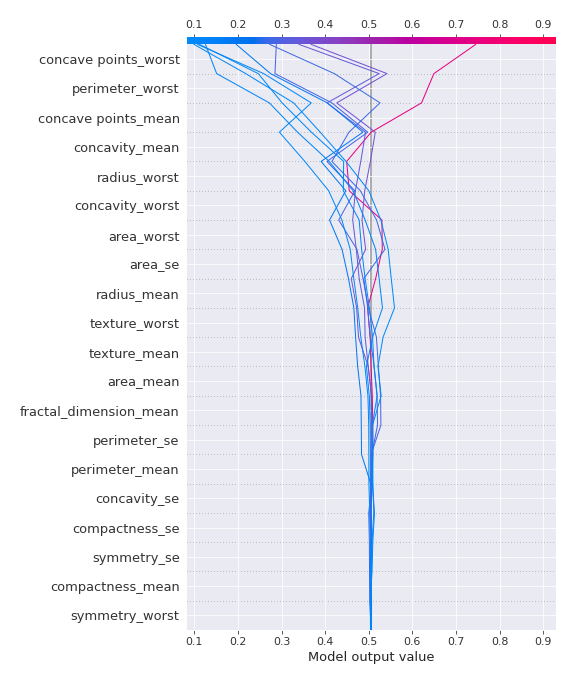 0.1 0.2 0.3 0.4 0.5 0.6 0.7 0.8 0.9
concave points_worst
perimeter_worst
concave points_mean
concavity_mean
radius_worst
concavity_worst
area_worst
area_se
radius_mean
texture_worst
texture_mean
area_mean
fractal_dimension_mean
perimeter_se
perimeter_mean
concavity_se
compactness_se
symmetry_se
compactness_mean
symmetry_worst
0.1 0.2 0.3 0.4 0.5 0.6 0.7 0.8 0.9
Model output value